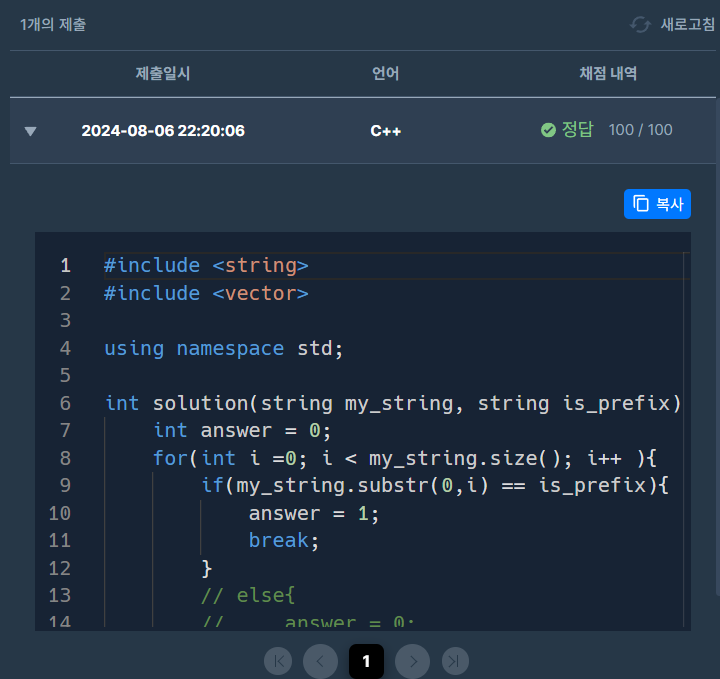 1개의 제출 새로고침
제출일시 언어 채점 내역
2024-08-06 22:20:06 C++ 정답 100 / 100
복사
1 #include <string>
2 #include <vector>
3
4 using namespace std;
5
6 int solution(string my_string, string is_prefix)
7 int answer = 0;
8 for(int i =0; i < my_string.size(); i++ ){
9 if(my_string.substr(0,i) == is_prefix){
10 answer = 1;
11 break;
12 }
13 // else{
14 // answer = 0;
1